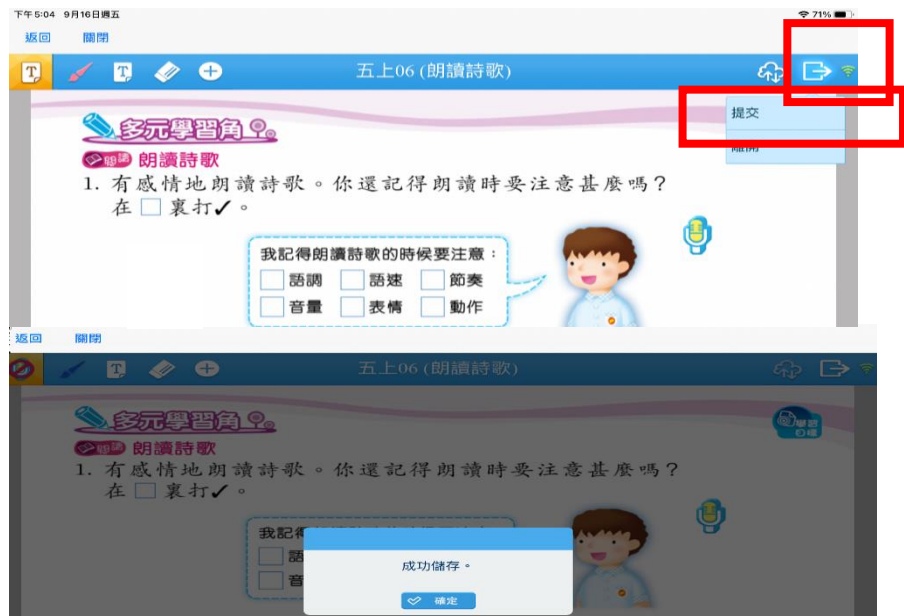 下午5:04 9月16日週五 71%
返回 關閉
五上06 (朗讀詩歌)
提交
離開
多元學習角
朗讀 朗讀詩歌
1. 有感情地朗讀詩歌。你還記得朗讀時要注意甚麼嗎？
在 □ 裏打✓。
我記得朗讀詩歌的時候要注意：
□ 語調 □ 語速 □ 節奏
□ 音量 □ 表情 □ 動作
返回 關閉
五上06 (朗讀詩歌)
多元學習角
學習目標
朗讀 朗讀詩歌
1. 有感情地朗讀詩歌。你還記得朗讀時要注意甚麼嗎？
在 □ 裏打✓。
我記
□ 語
□ 音
成功儲存。
確定